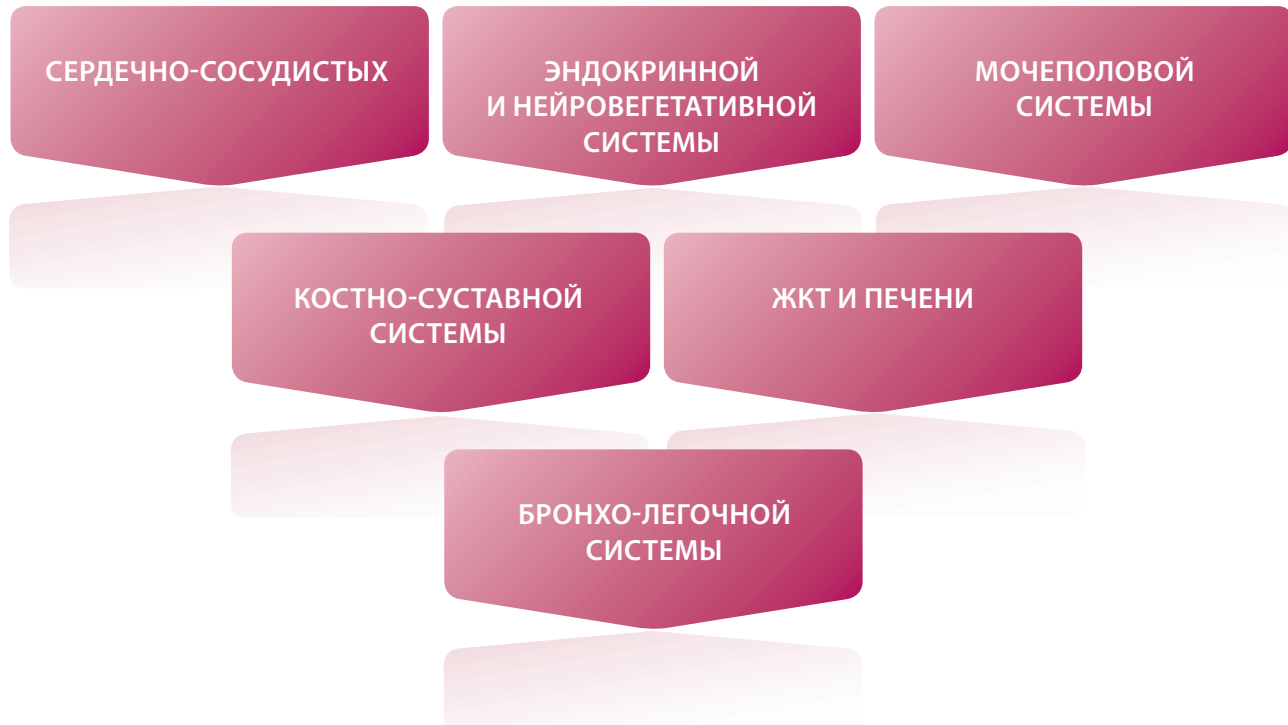 СЕРДЕЧНО-СОСУДИСТЫХ
ЭНДОКРИННОЙ
И НЕЙРОВЕГЕТАТИВНОЙ
СИСТЕМЫ
МОЧЕПОЛОВОЙ
СИСТЕМЫ
КОСТНО-СУСТАВНОЙ
СИСТЕМЫ
ЖКТ И ПЕЧЕНИ
БРОНХО-ЛЕГОЧНОЙ
СИСТЕМЫ